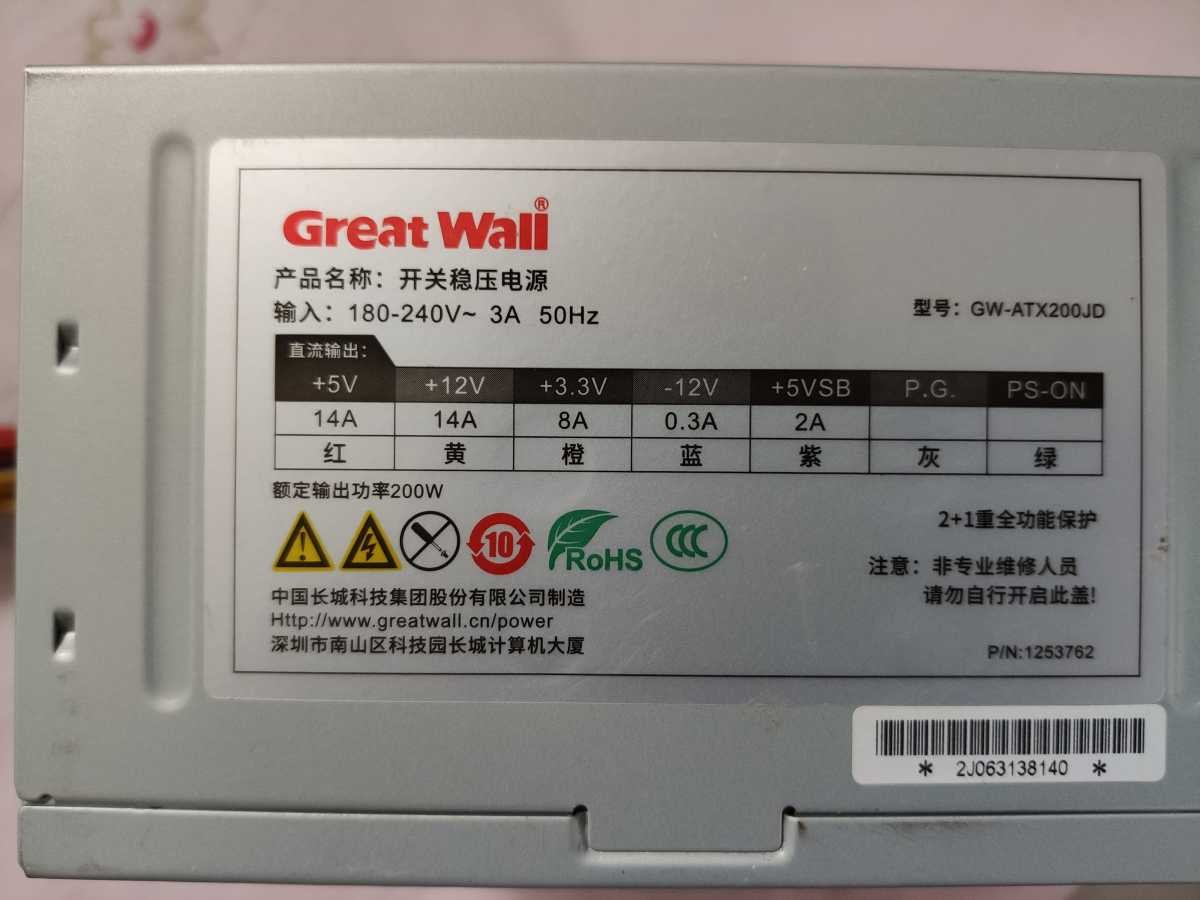 Great Wall®
产品名称：开关稳压电源
输入：180-240V~ 3A 50Hz
型号：GW-ATX200JD
直流输出：
+5V +12V +3.3V -12V +5VSB P.G. PS-ON
14A 14A 8A 0.3A 2A
红 黄 橙 蓝 紫 灰 绿
额定输出功率200W
10 RoHS CCC
2+1重全功能保护
注意：非专业维修人员
请勿自行开启此盖!
中国长城科技集团股份有限公司制造
Http://www.greatwall.cn/power
深圳市南山区科技园长城计算机大厦
P/N:1253762
* 2J063138140 *